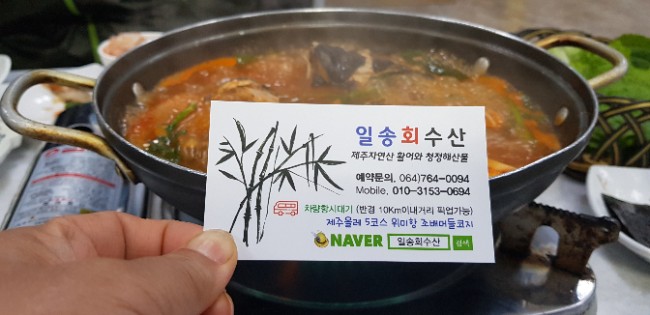 일송회수산
제주자연산 활어와 청정해산물
예약문의. 064)764-0094
Mobile. 010-3153-0694
차량항시대기 (반경 10Km이내거리 픽업가능)
제주올레 5코스 위미항 조배머들코지
NAVER 일송회수산 검색